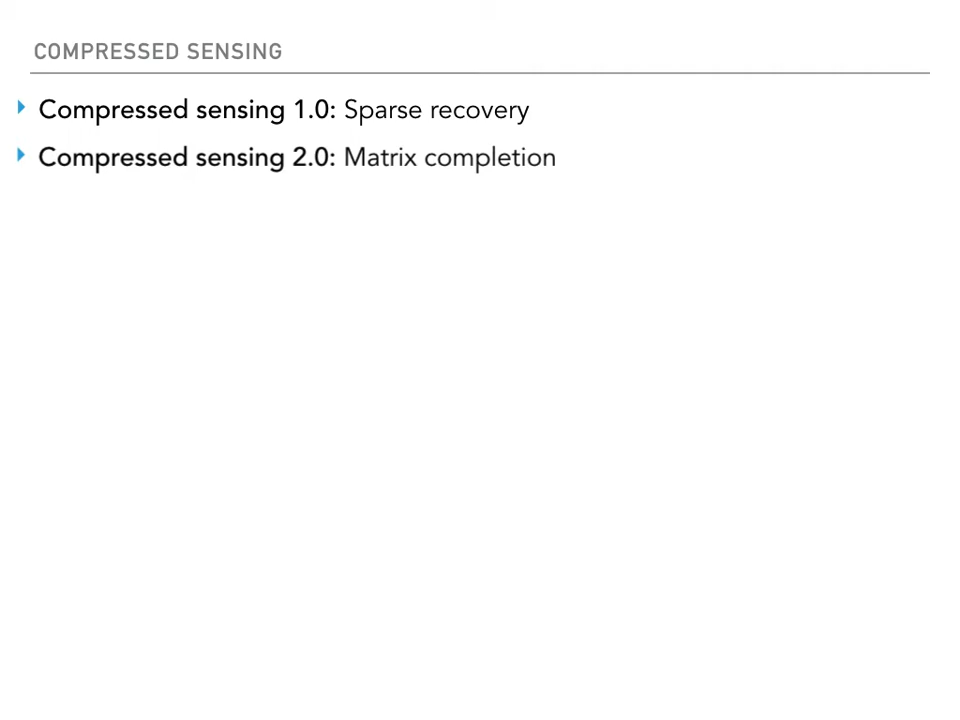 COMPRESSED SENSING
Compressed sensing 1.0: Sparse recovery
Compressed sensing 2.0: Matrix completion